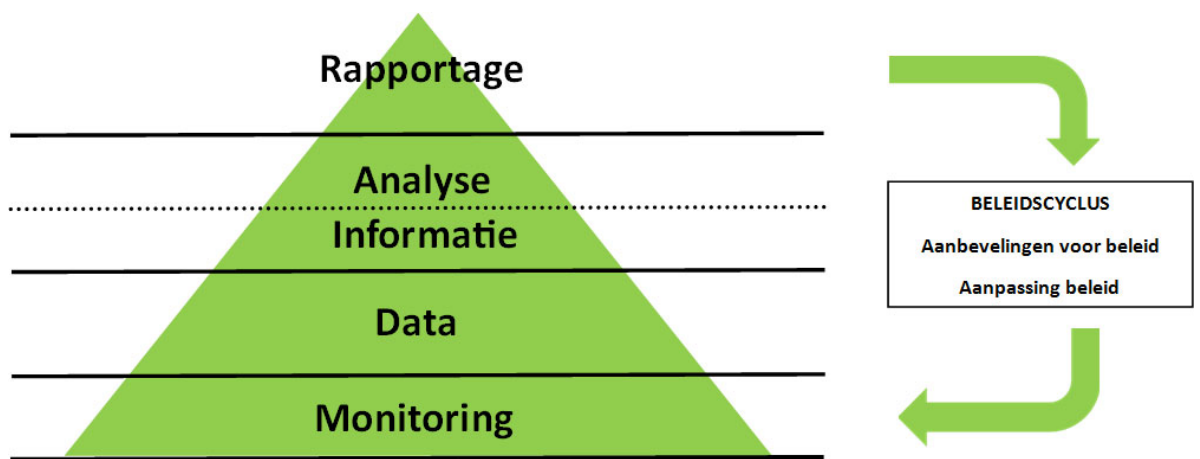 Rapportage
Analyse
Informatie
Data
Monitoring
BELEIDSCYCLUS
Aanbevelingen voor beleid
Aanpassing beleid